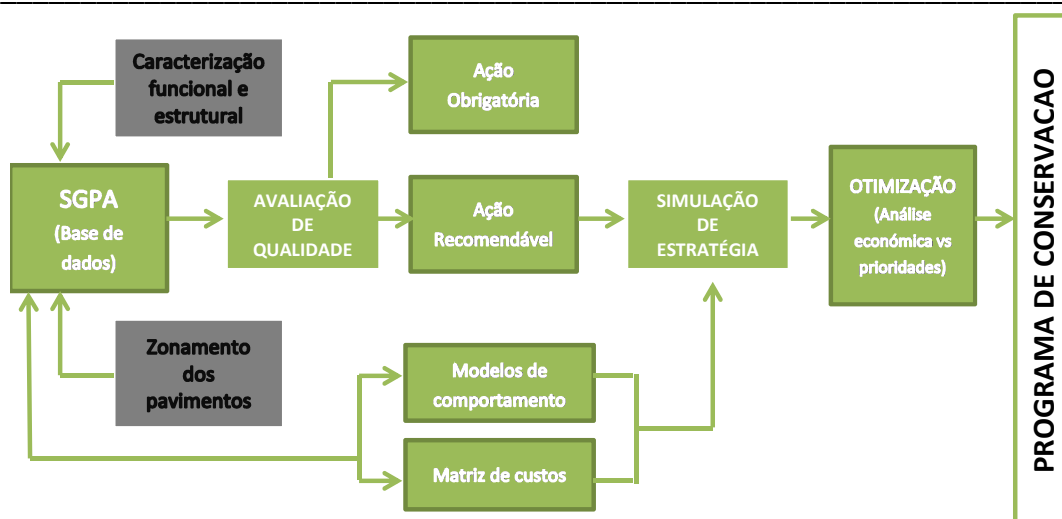 Caracterização
funcional e
estrutural
Ação
Obrigatória
SGPA
(Base de
dados)
AVALIAÇÃO
DE
QUALIDADE
Ação
Recomendável
SIMULAÇÃO
DE
ESTRATÉGIA
OTIMIZAÇÃO
(Análise
económica vs
prioridades)
PROGRAMA DE CONSERVACAO
Zonamento
dos
pavimentos
Modelos de
comportamento
Matriz de custos